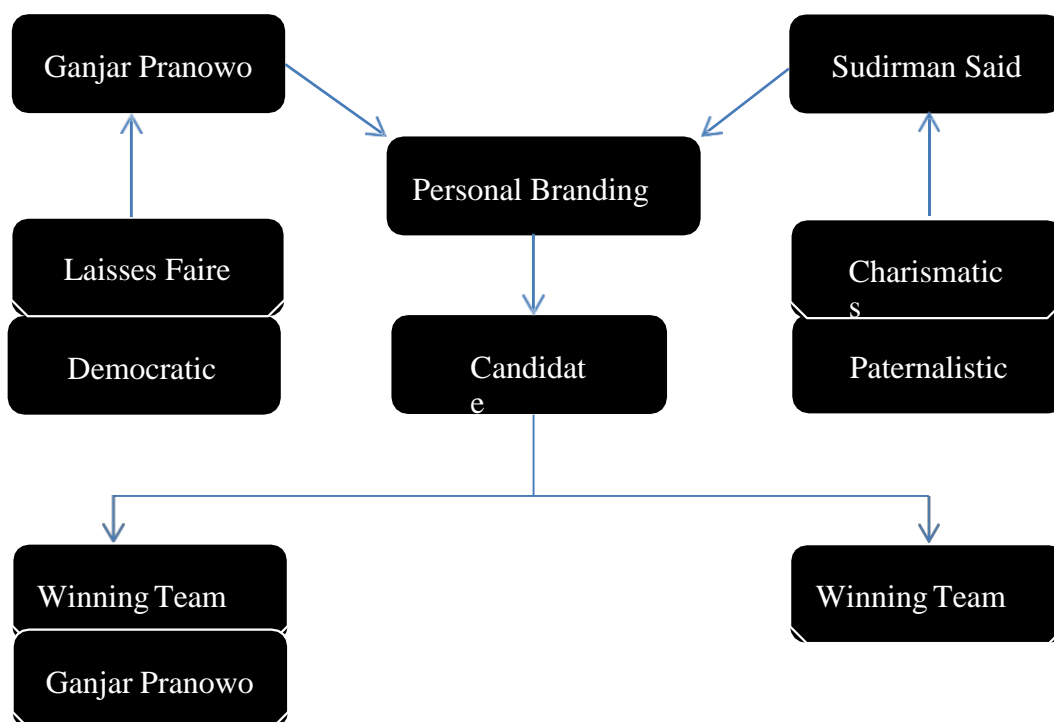 Ganjar Pranowo
Sudirman Said
Personal Branding
Laisses Faire
Charismatic
s
Democratic
Candidat
e
Paternalistic
Winning Team
Winning Team
Ganjar Pranowo